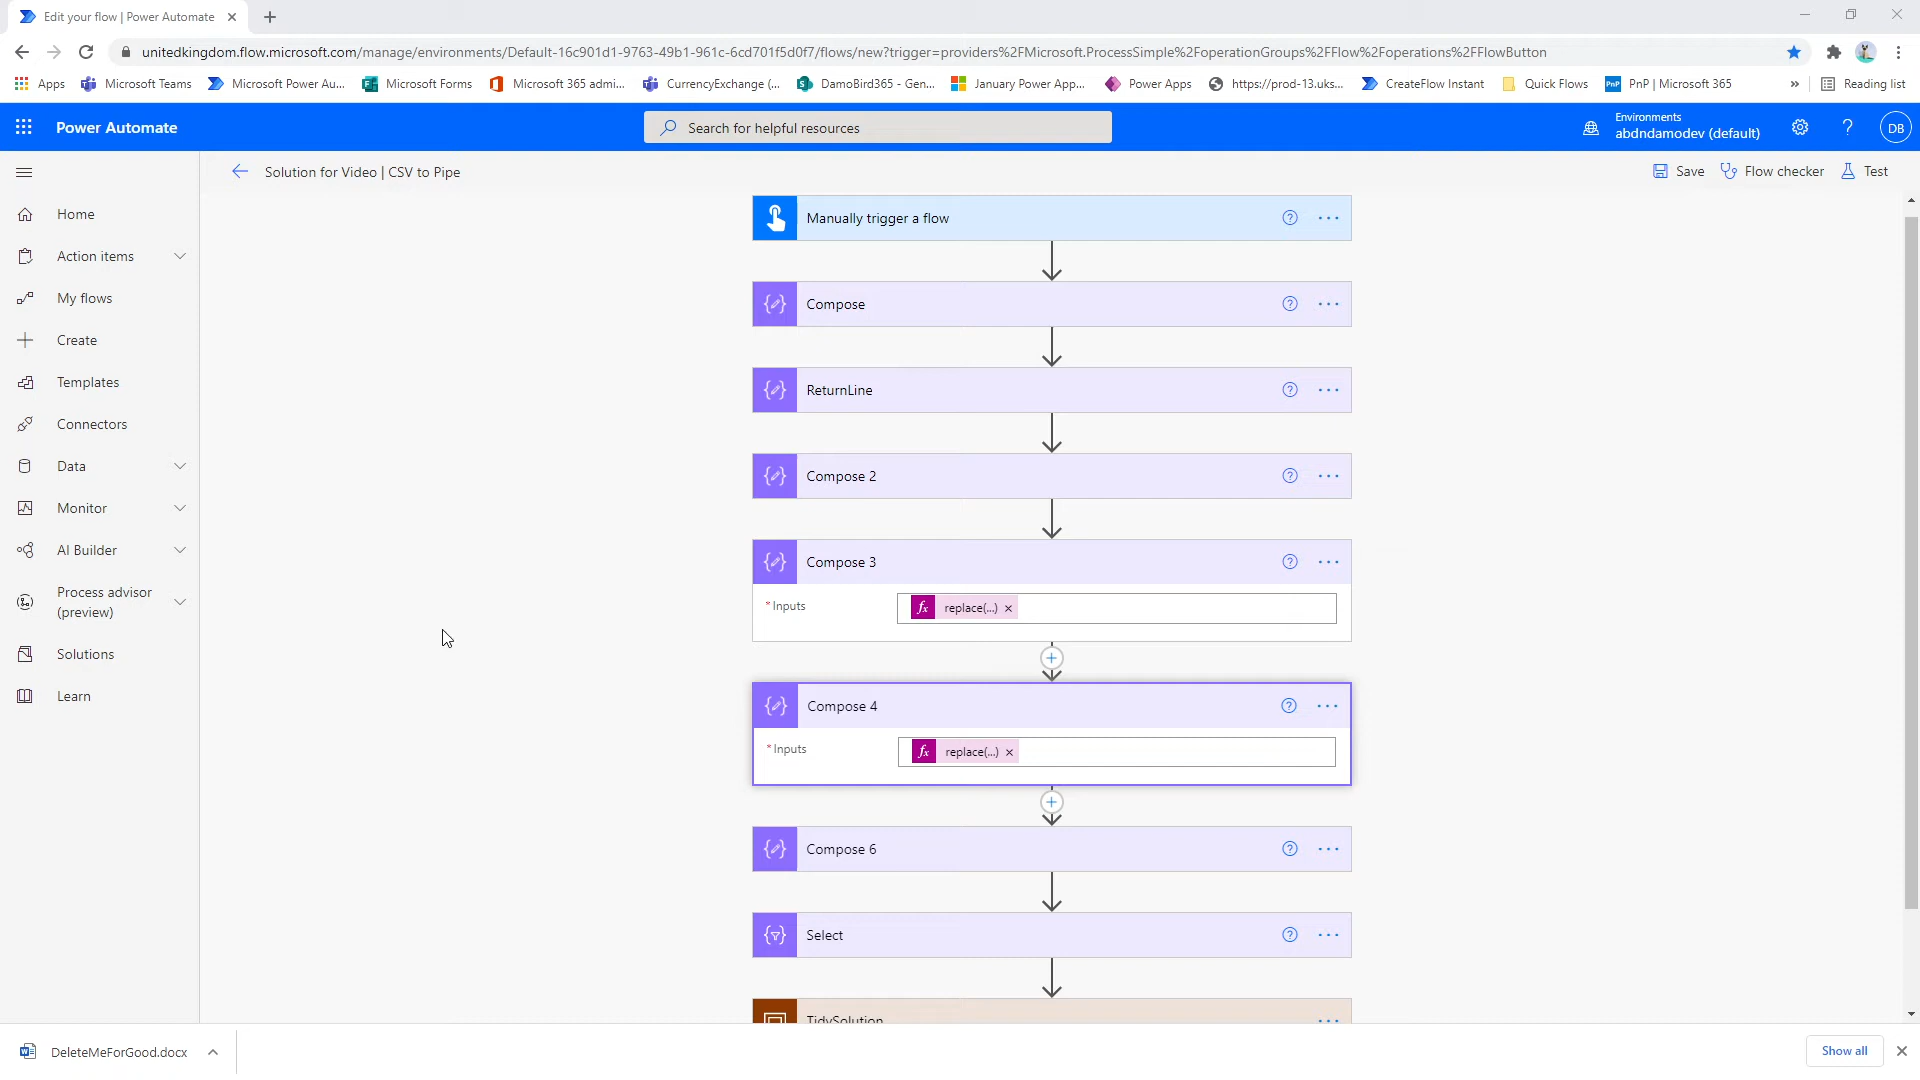 Edit your flow | Power Automate
unitedkingdom.flow.microsoft.com/manage/environments/Default-16c901d1-9763-49b1-961c-6cd701f5d0f7/flows/new?trigger=providers%2FMicrosoft.ProcessSimple%2FoperationGroups%2FFlow%2Foperations%2FFlowButton
Apps Microsoft Teams Microsoft Power Au... Microsoft Forms Microsoft 365 admi... CurrencyExchange (... DamoBird365 - Gen... January Power App... Power Apps https://prod-13.uks... CreateFlow Instant Quick Flows PnP PnP | Microsoft 365 » Reading list
Power Automate
Search for helpful resources
Environments
abdndamodev (default)
?
DB
Solution for Video | CSV to Pipe
Save Flow checker Test
Home
Action items
My flows
Create
Templates
Connectors
Data
Monitor
AI Builder
Process advisor
(preview)
Solutions
Learn
Manually trigger a flow
Compose
ReturnLine
Compose 2
Compose 3
* Inputs
fx replace(...) ×
Compose 4
* Inputs
fx replace(...) ×
Compose 6
Select
TidySolution
DeleteMeForGood.docx
Show all